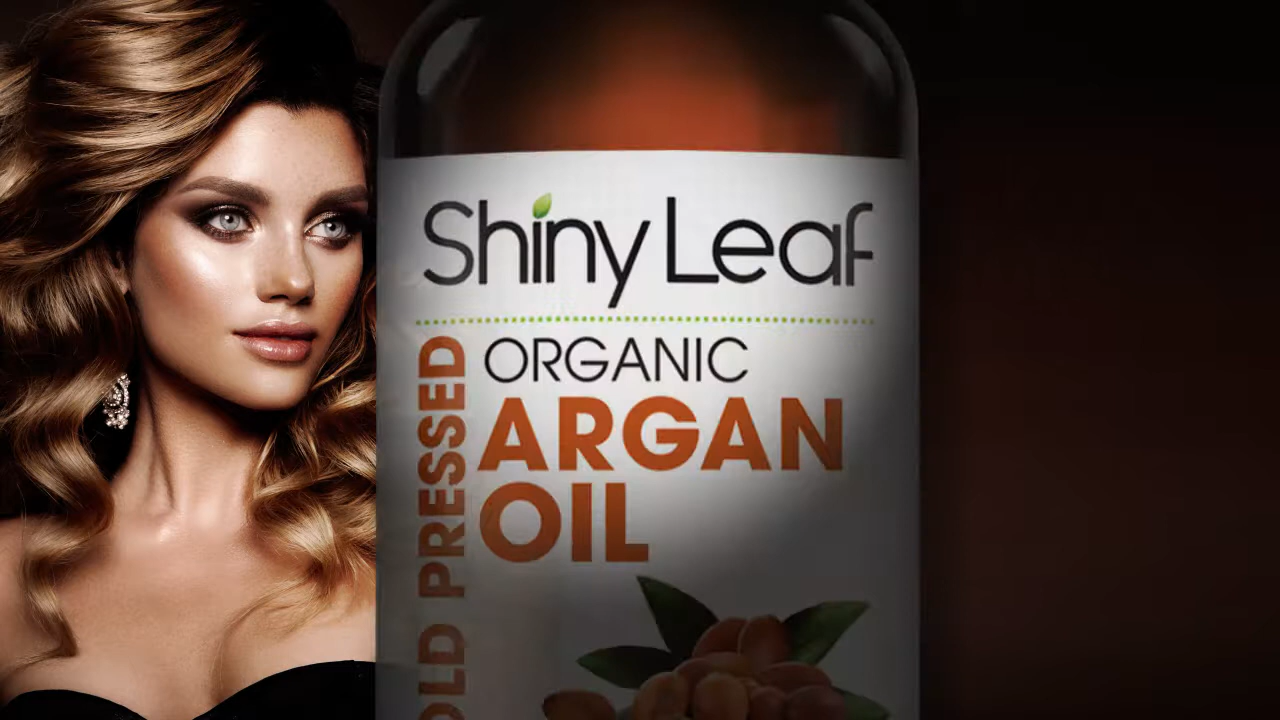 Shiny Leaf
ORGANIC
ARGAN
OIL
OLD PRESSED